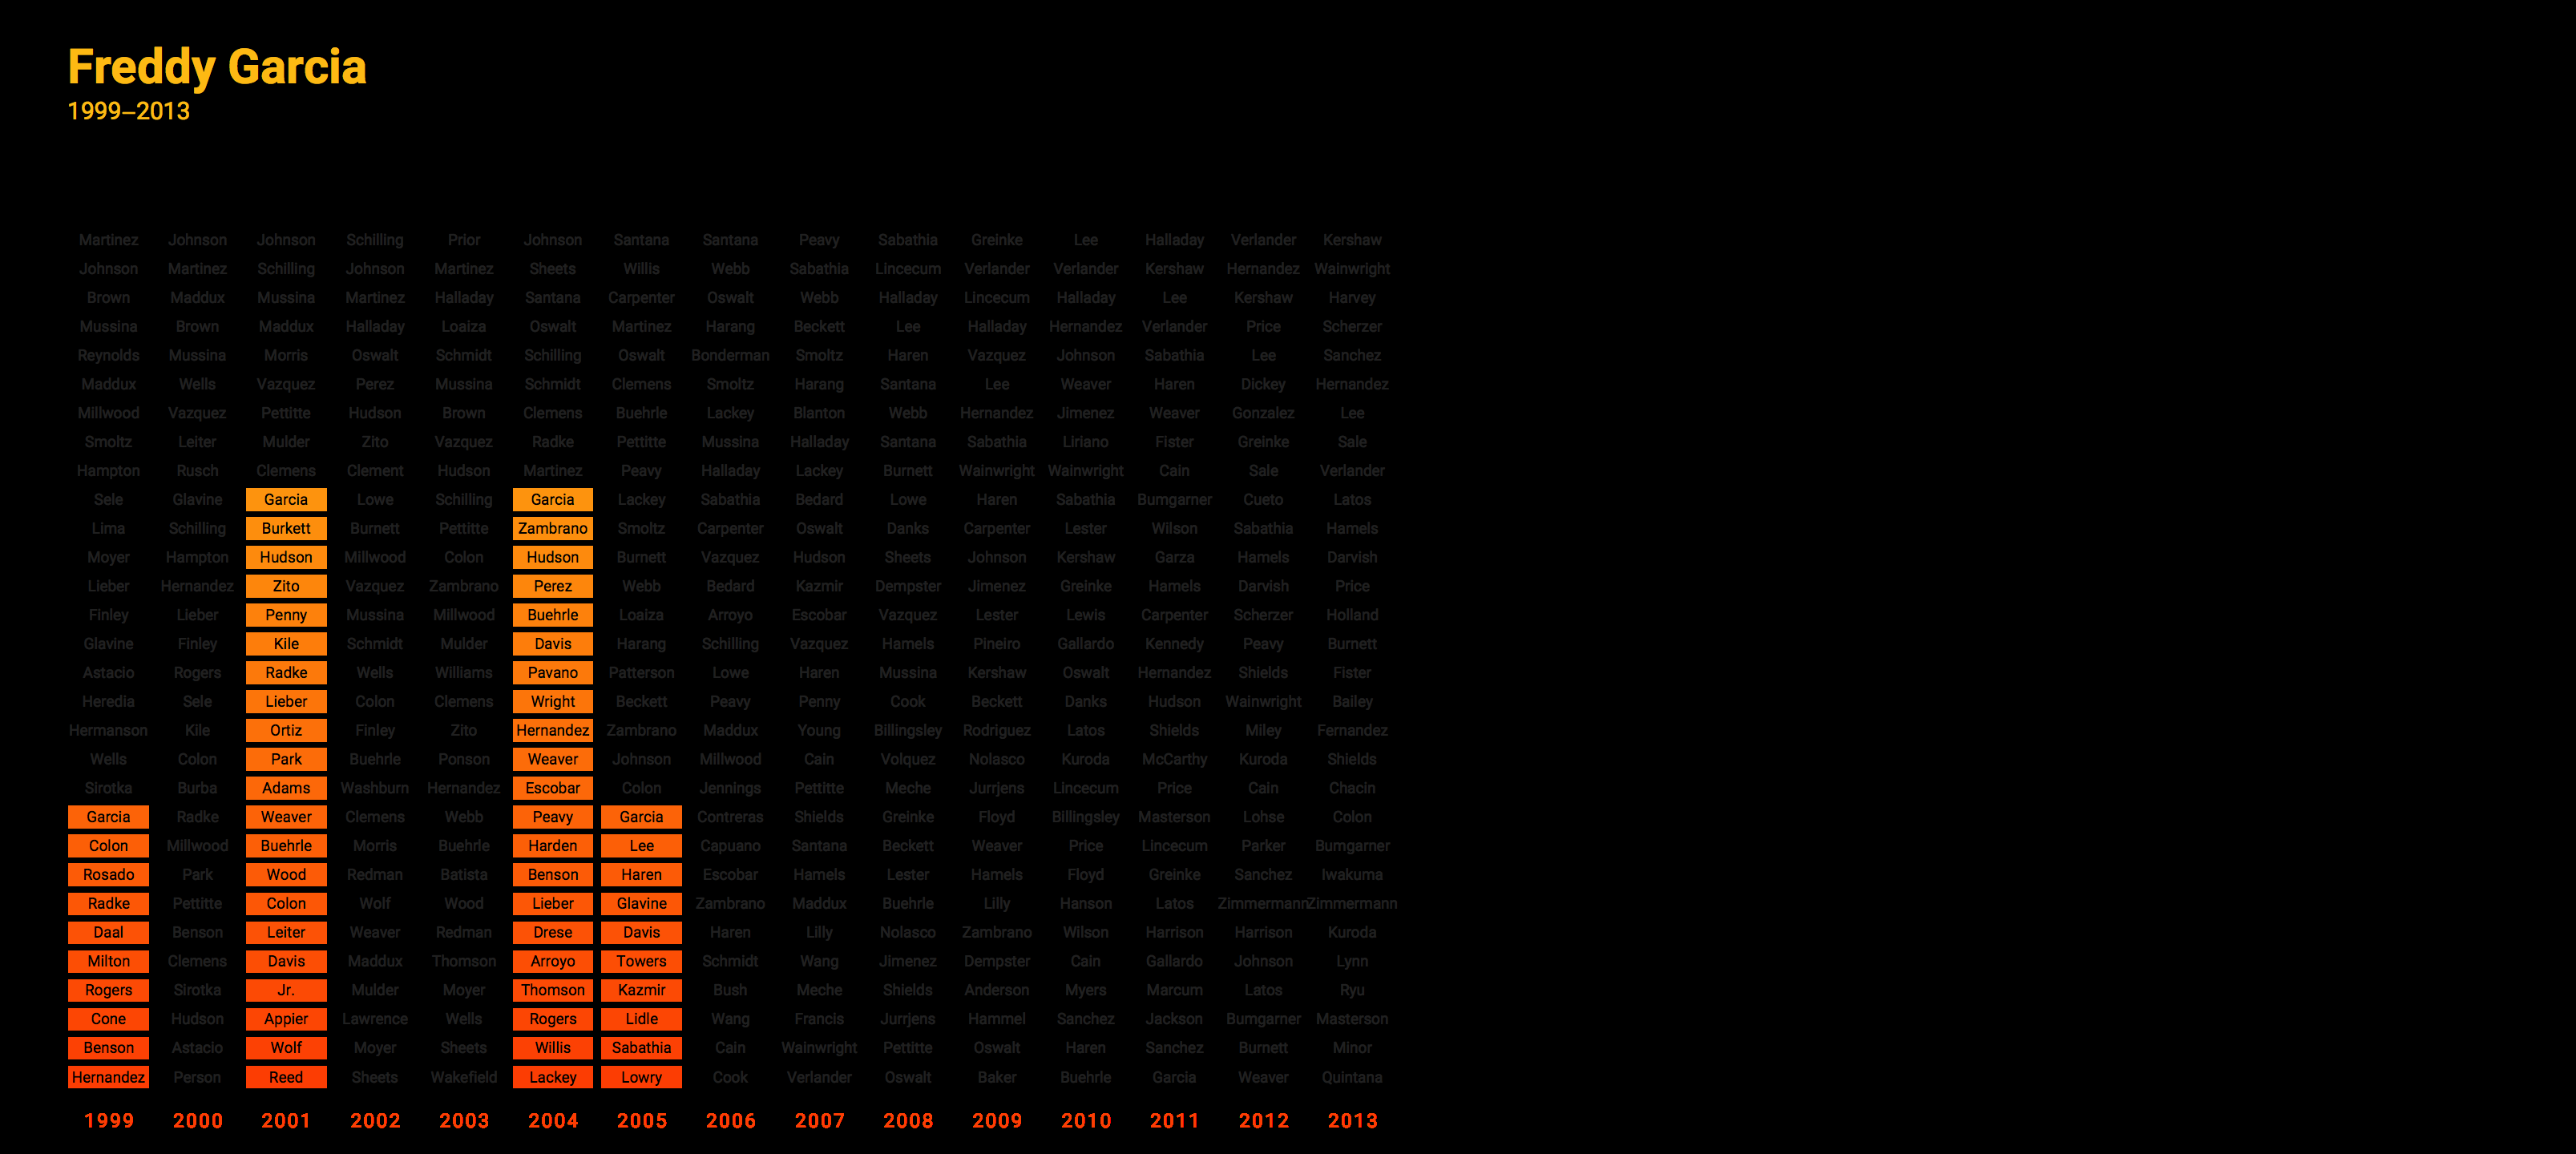 Freddy Garcia
1999–2013
Martinez Johnson Johnson Schilling Prior Johnson Santana Santana Peavy Sabathia Greinke Lee Halladay Verlander Kershaw
Johnson Martinez Schilling Johnson Martinez Sheets Willis Webb Sabathia Lincecum Verlander Verlander Kershaw Hernandez Wainwright
Brown Maddux Mussina Martinez Halladay Santana Carpenter Oswalt Webb Halladay Lincecum Halladay Lee Kershaw Harvey
Mussina Brown Maddux Halladay Loaiza Oswalt Martinez Harang Beckett Lee Halladay Hernandez Verlander Price Scherzer
Reynolds Mussina Morris Oswalt Schmidt Schilling Oswalt Bonderman Smoltz Haren Vazquez Johnson Sabathia Lee Sanchez
Maddux Wells Vazquez Perez Mussina Schmidt Clemens Smoltz Harang Santana Lee Weaver Haren Dickey Hernandez
Millwood Vazquez Pettitte Hudson Brown Clemens Buehrle Lackey Blanton Webb Hernandez Jimenez Weaver Gonzalez Lee
Smoltz Leiter Mulder Zito Vazquez Radke Pettitte Mussina Halladay Santana Sabathia Liriano Fister Greinke Sale
Hampton Rusch Clemens Clement Hudson Martinez Peavy Halladay Lackey Burnett Wainwright Wainwright Cain Sale Verlander
Sele Glavine Garcia Lowe Schilling Garcia Lackey Sabathia Bedard Lowe Haren Sabathia Bumgarner Cueto Latos
Lima Schilling Burkett Burnett Pettitte Zambrano Smoltz Carpenter Oswalt Danks Carpenter Lester Wilson Sabathia Hamels
Moyer Hampton Hudson Millwood Colon Hudson Burnett Vazquez Hudson Sheets Johnson Kershaw Garza Hamels Darvish
Lieber Hernandez Zito Vazquez Zambrano Perez Webb Bedard Kazmir Dempster Jimenez Greinke Hamels Darvish Price
Finley Lieber Penny Mussina Millwood Buehrle Loaiza Arroyo Escobar Vazquez Lester Lewis Carpenter Scherzer Holland
Glavine Finley Kile Schmidt Mulder Davis Harang Schilling Vazquez Hamels Pineiro Gallardo Kennedy Peavy Burnett
Astacio Rogers Radke Wells Williams Pavano Patterson Lowe Haren Mussina Kershaw Oswalt Hernandez Shields Fister
Heredia Sele Lieber Colon Clemens Wright Beckett Peavy Penny Cook Beckett Danks Hudson Wainwright Bailey
Hermanson Kile Ortiz Finley Zito Hernandez Zambrano Maddux Young Billingsley Rodriguez Latos Shields Miley Fernandez
Wells Colon Park Buehrle Ponson Weaver Johnson Millwood Cain Volquez Nolasco Kuroda McCarthy Kuroda Shields
Sirotka Burba Adams Washburn Hernandez Escobar Colon Jennings Pettitte Meche Jurrjens Lincecum Price Cain Chacin
Garcia Radke Weaver Clemens Webb Peavy Garcia Contreras Shields Greinke Floyd Billingsley Masterson Lohse Colon
Colon Millwood Buehrle Morris Buehrle Harden Lee Capuano Santana Beckett Weaver Price Lincecum Parker Bumgarner
Rosado Park Wood Redman Batista Benson Haren Escobar Hamels Lester Hamels Floyd Greinke Sanchez Iwakuma
Radke Pettitte Colon Wolf Wood Lieber Glavine Zambrano Maddux Buehrle Lilly Hanson Latos Zimmermann Zimmermann
Daal Benson Leiter Weaver Redman Drese Davis Haren Lilly Nolasco Zambrano Wilson Harrison Harrison Kuroda
Milton Clemens Davis Maddux Thomson Arroyo Towers Schmidt Wang Jimenez Dempster Cain Gallardo Johnson Lynn
Rogers Sirotka Jr. Mulder Moyer Thomson Kazmir Bush Meche Shields Anderson Myers Marcum Latos Ryu
Cone Hudson Appier Lawrence Wells Rogers Lidle Wang Francis Jurrjens Hammel Sanchez Jackson Bumgarner Masterson
Benson Astacio Wolf Moyer Sheets Willis Sabathia Cain Wainwright Pettitte Oswalt Haren Sanchez Burnett Minor
Hernandez Person Reed Sheets Wakefield Lackey Lowry Cook Verlander Oswalt Baker Buehrle Garcia Weaver Quintana
1999 2000 2001 2002 2003 2004 2005 2006 2007 2008 2009 2010 2011 2012 2013